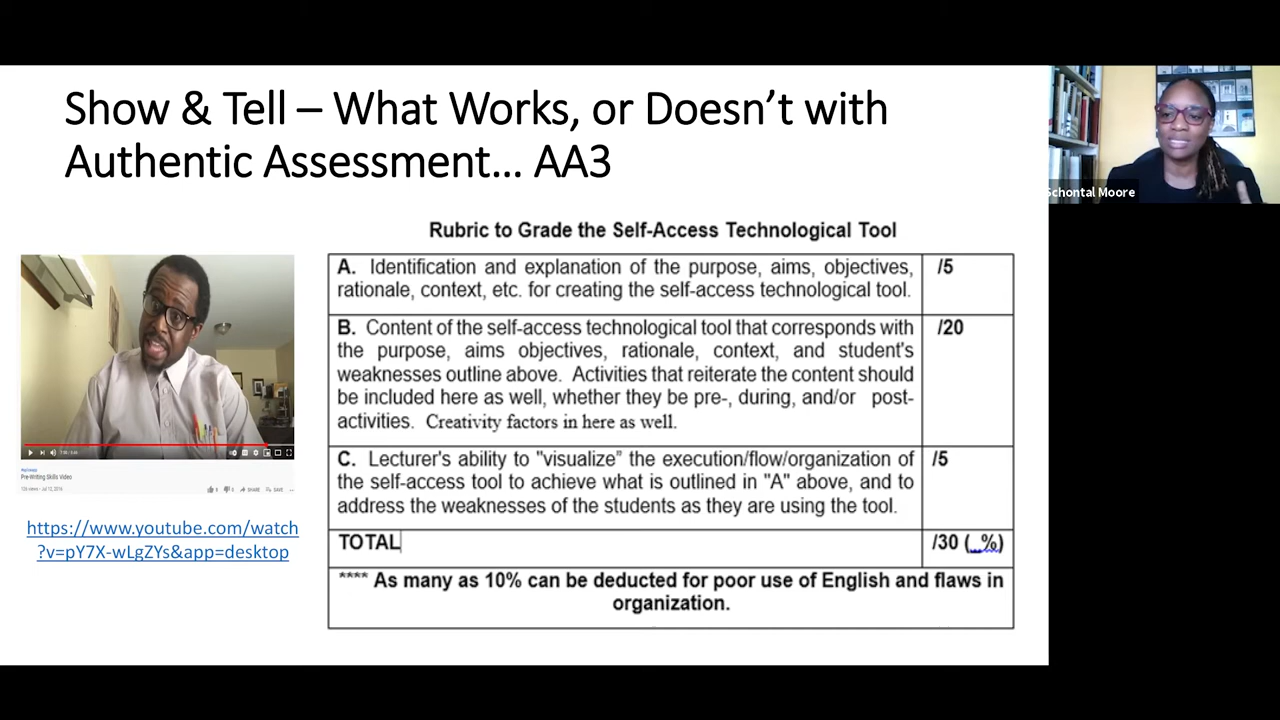 Show & Tell – What Works, or Doesn't with
Authentic Assessment... AA3
Schontal Moore
Rubric to Grade the Self-Access Technological Tool
A. Identification and explanation of the purpose, aims, objectives, /5
rationale, context, etc. for creating the self-access technological tool.
B. Content of the self-access technological tool that corresponds with /20
the purpose, aims objectives, rationale, context, and student's
weaknesses outline above. Activities that reiterate the content should
be included here as well, whether they be pre-, during, and/or post-
activities. Creativity factors in here as well.
C. Lecturer's ability to "visualize" the execution/flow/organization of /5
the self-access tool to achieve what is outlined in "A" above, and to
address the weaknesses of the students as they are using the tool.
TOTAL /30 (_%)
**** As many as 10% can be deducted for poor use of English and flaws in
organization.
Pre-Writing Skills Video
SHARE
SAVE
https://www.youtube.com/watch
?v=pY7X-wLgZYs&app=desktop